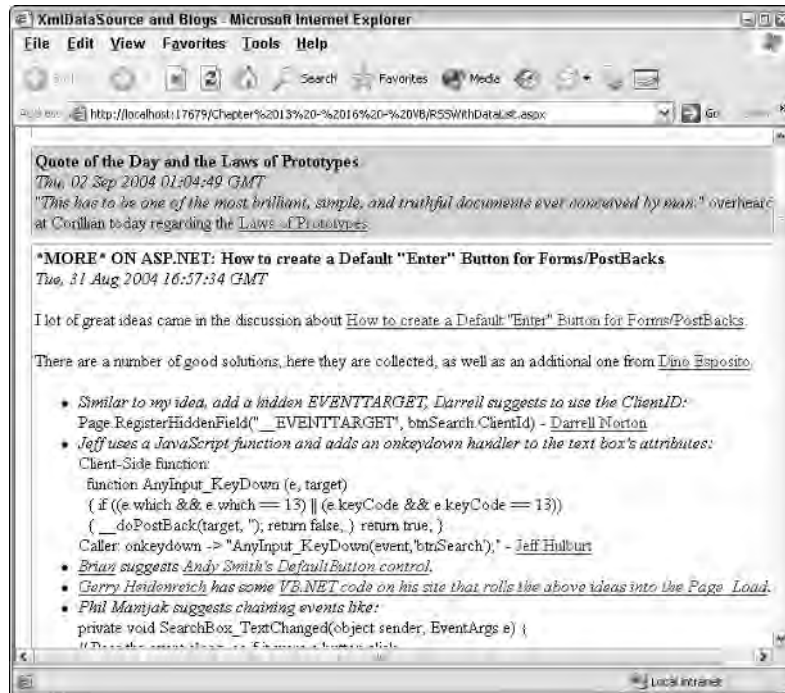 XmlDataSource and Blogs - Microsoft Internet Explorer
File Edit View Favorites Tools Help
Search Favorites Media
http://localhost:17679/Chapter%2013%20-%2016%20-%20VB/RSSWithDataList.aspx Go
Quote of the Day and the Laws of Prototypes
Thu, 02 Sep 2004 01:04:49 GMT
"This has to be one of the most brilliant, simple, and truthful documents ever conceived by man." overheard
at Corillian today regarding the Laws of Prototypes
*MORE* ON ASP.NET: How to create a Default "Enter" Button for Forms/PostBacks
Tue, 31 Aug 2004 16:57:34 GMT
I lot of great ideas came in the discussion about How to create a Default "Enter" Button for Forms/PostBacks.
There are a number of good solutions, here they are collected, as well as an additional one from Dino Esposito.
• Similar to my idea, add a hidden EVENTTARGET, Darrell suggests to use the ClientID:
Page.RegisterHiddenField("__EVENTTARGET", btnSearch.ClientId) - Darrell Norton
• Jeff uses a JavaScript function and adds an onkeydown handler to the text box's attributes:
Client-Side function:
function AnyInput_KeyDown (e, target)
{ if ((e.which && e.which == 13) || (e.keyCode && e.keyCode == 13))
{ __doPostBack(target, ''); return false; } return true; }
Caller: onkeydown -> "AnyInput_KeyDown(event,'btnSearch');" - Jeff Hulburt
• Brian suggests Andy Smith's DefaultButton control.
• Gerry Heidenreich has some VB.NET code on his site that rolls the above ideas into the Page_Load.
• Phil Manijak suggests chaining events like:
private void SearchBox_TextChanged(object sender, EventArgs e) {
Local intranet